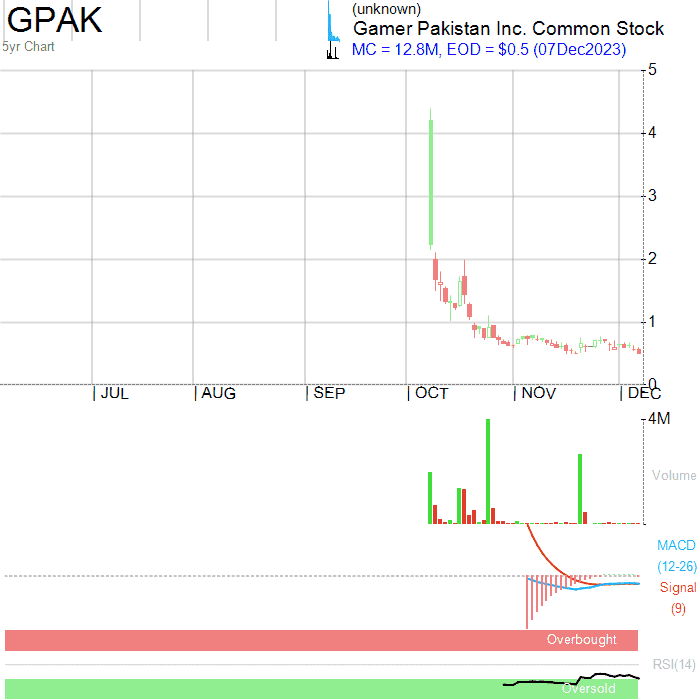 GPAK
5yr Chart
(unknown)
Gamer Pakistan Inc. Common Stock
MC = 12.8M, EOD = $0.5 (07Dec2023)
5
4
3
2
1
0
JUL AUG SEP OCT NOV DEC
4M
Volume
MACD
(12-26)
Signal
(9)
Overbought
RSI(14)
Oversold